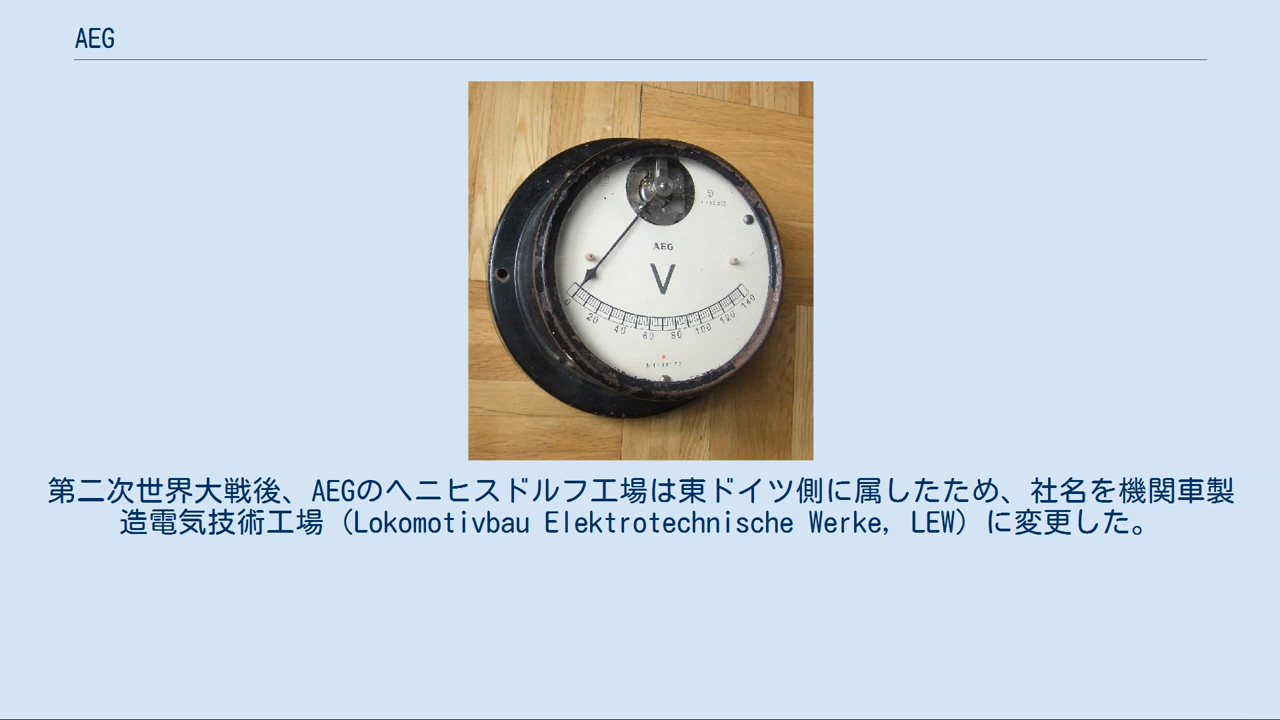 AEG
9
AEG
V
0 20 40 60 80 100 120 140
第二次世界大戦後、AEGのヘニヒスドルフ工場は東ドイツ側に属したため、社名を機関車製
造電気技術工場（Lokomotivbau Elektrotechnische Werke, LEW）に変更した。